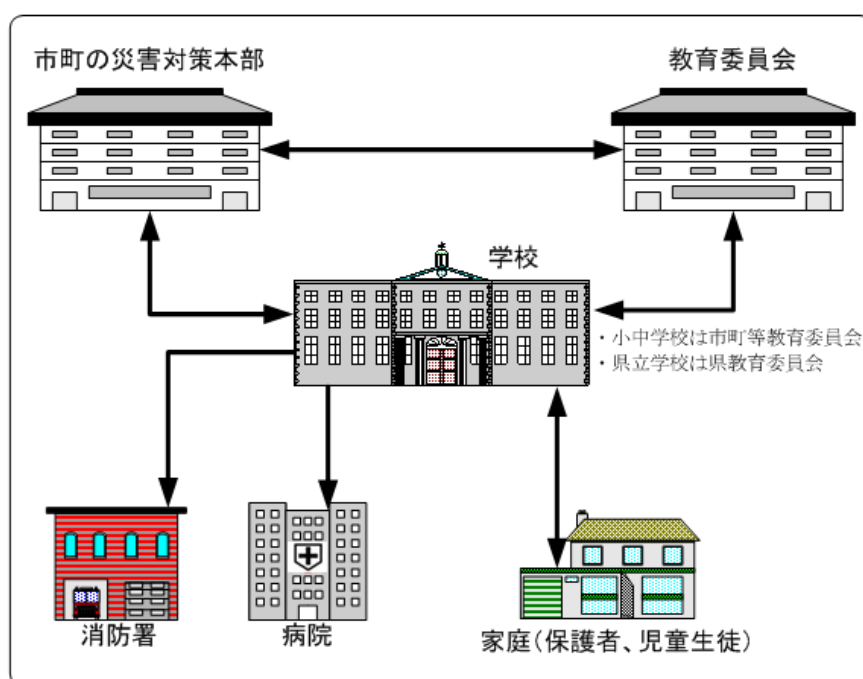 市町の災害対策本部
教育委員会
学校
・小中学校は市町等教育委員会
・県立学校は県教育委員会
消防署
病院
家庭(保護者、児童生徒)